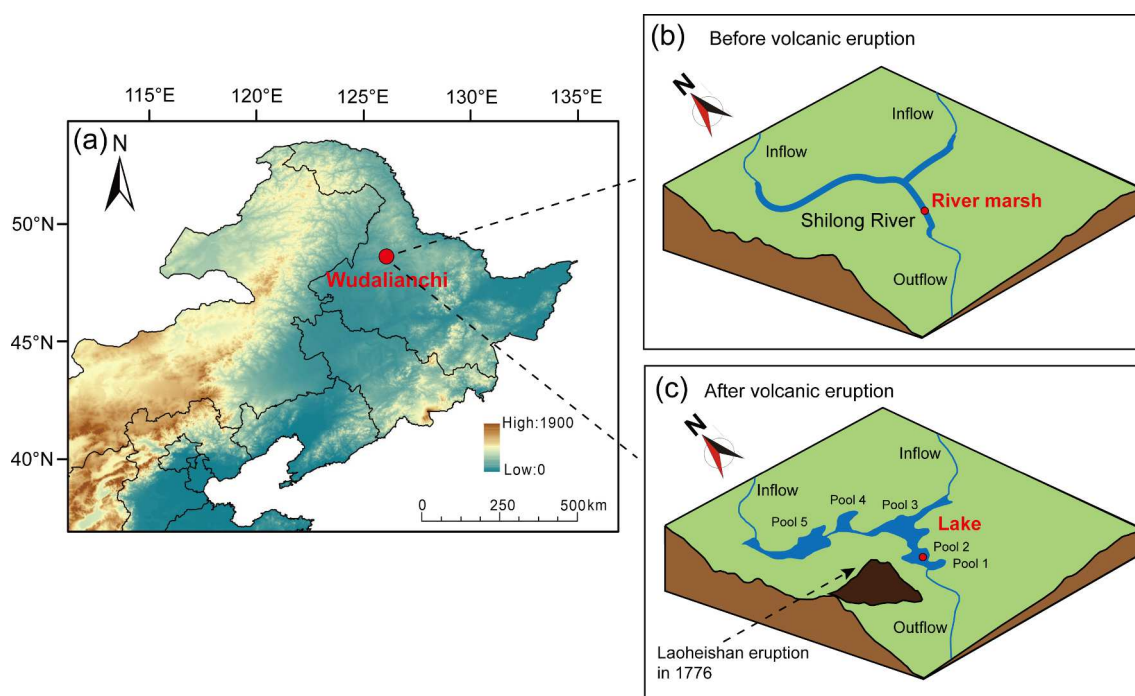 (a)
115°E 120°E 125°E 130°E 135°E
N
50°N
45°N
40°N
Wudalianchi
High:1900
Low:0
0 250 500km
(b) Before volcanic eruption
N
Inflow
Inflow
River marsh
Shilong River
Outflow
(c) After volcanic eruption
N
Inflow
Inflow
Pool 4
Pool 3
Pool 5
Lake
Pool 2
Pool 1
Outflow
Laoheishan eruption
in 1776